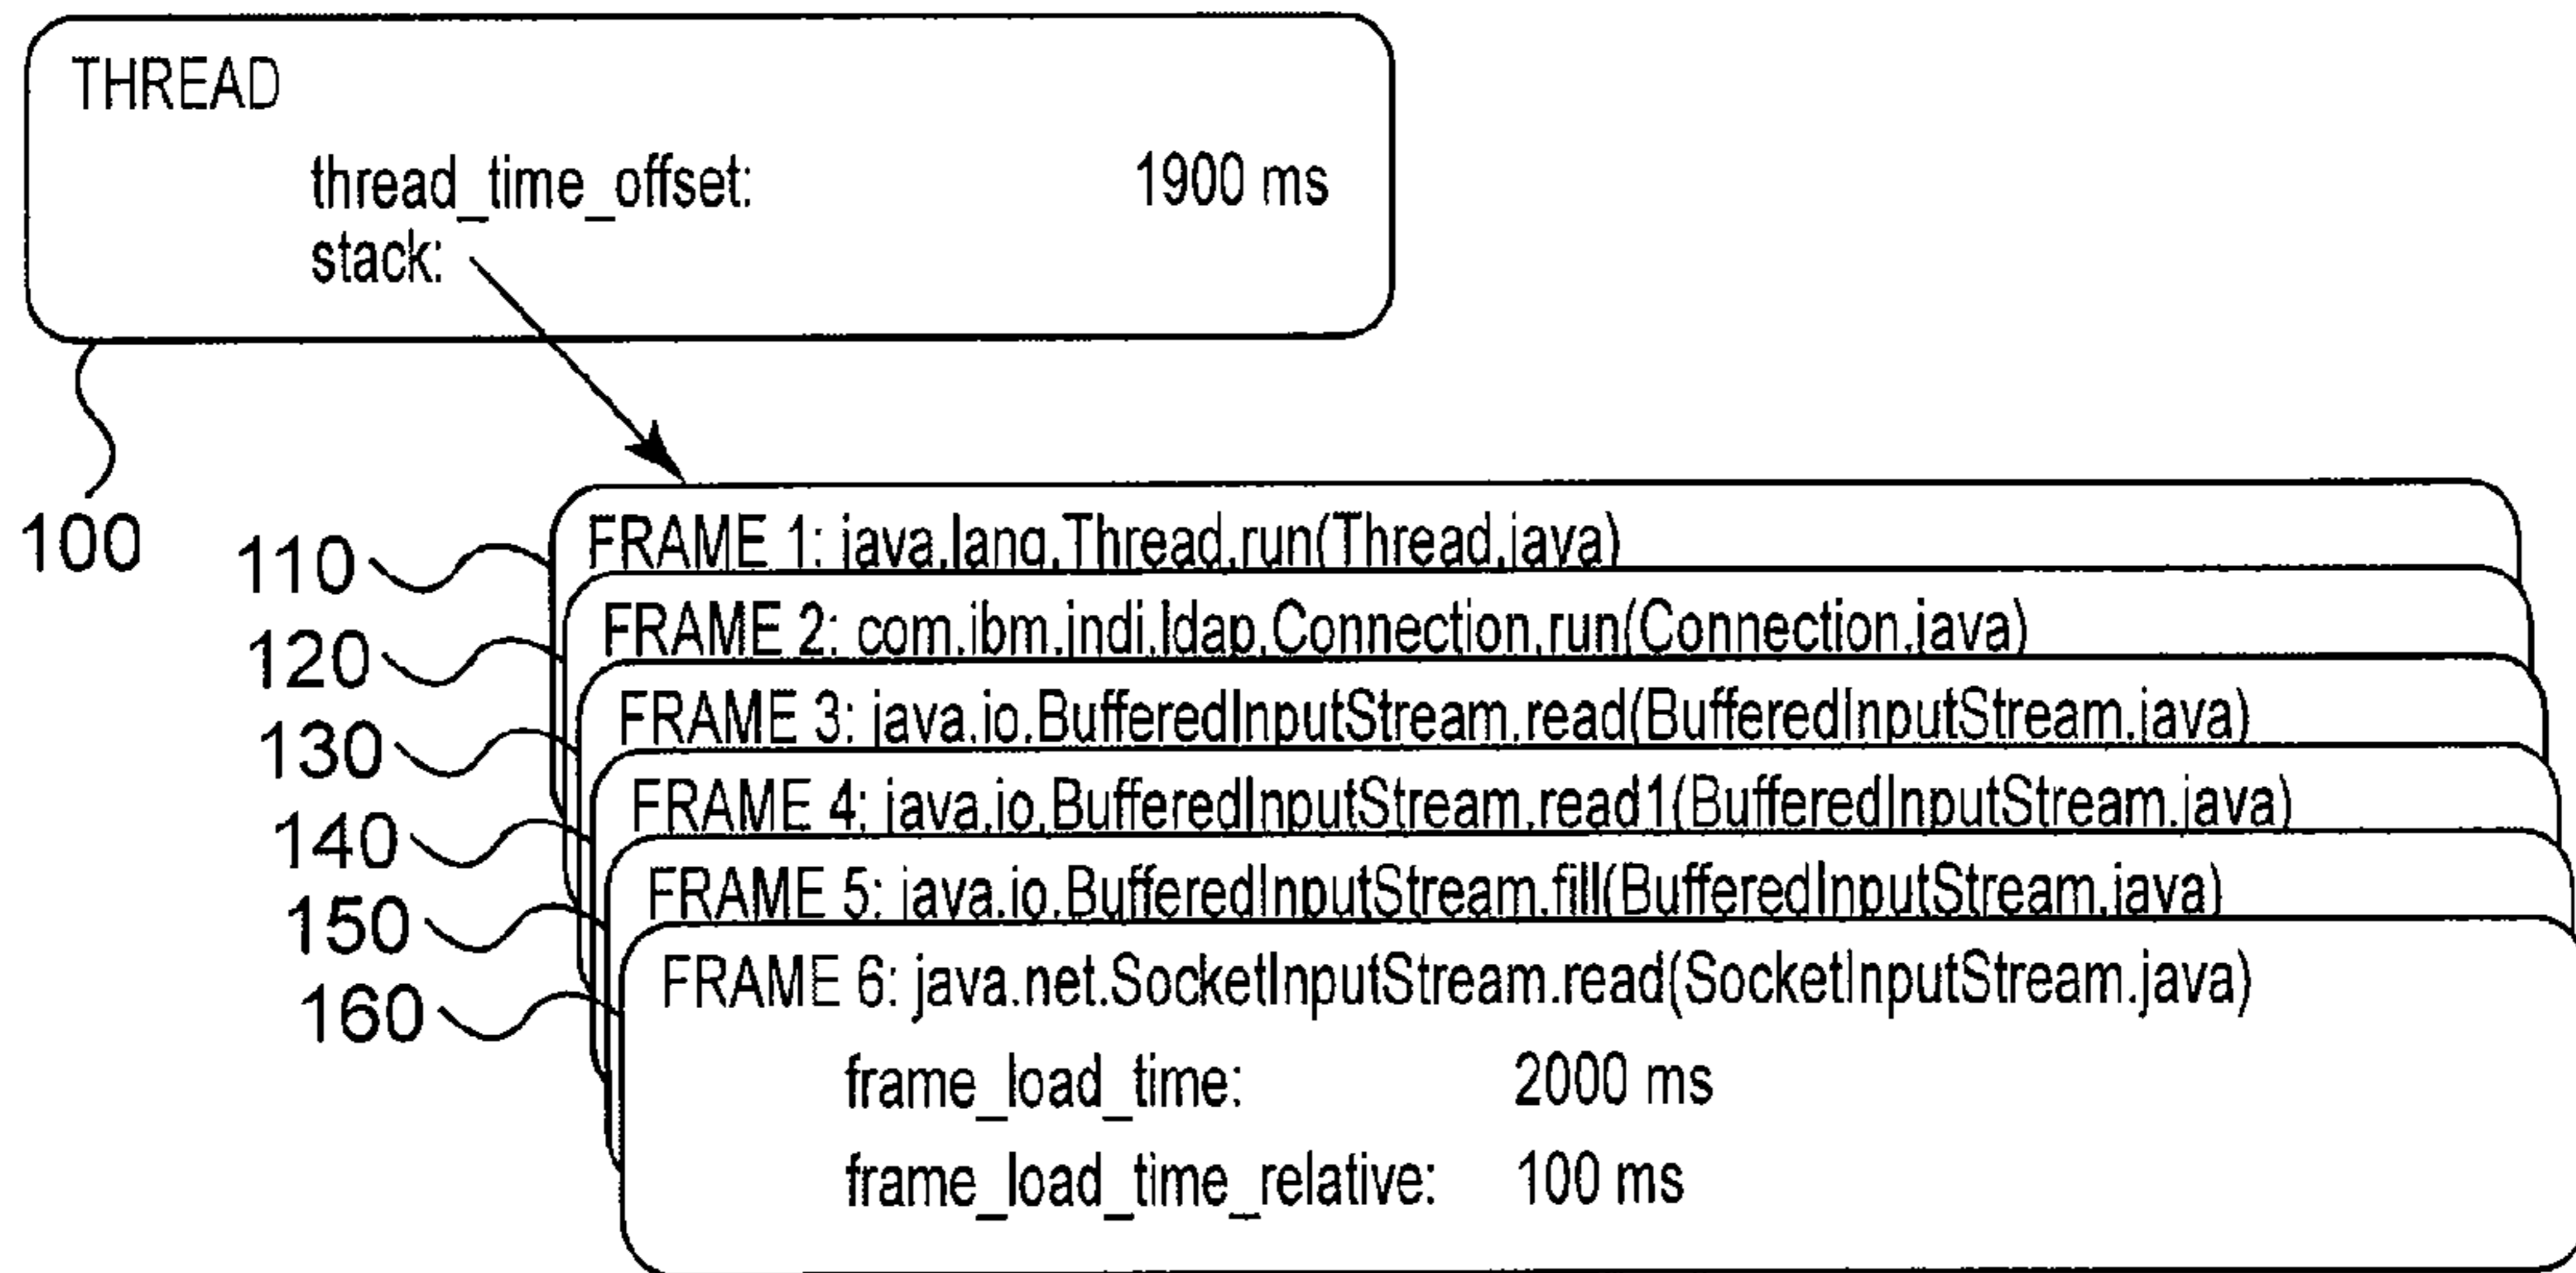 THREAD
thread_time_offset: 1900 ms
stack:
100
110
FRAME 1: java.lang.Thread.run(Thread.java)
120
FRAME 2: com.ibm.jndi.ldap.Connection.run(Connection.java)
130
FRAME 3: java.io.BufferedInputStream.read(BufferedInputStream.java)
140
FRAME 4: java.io.BufferedInputStream.read1(BufferedInputStream.java)
150
FRAME 5: java.io.BufferedInputStream.fill(BufferedInputStream.java)
160
FRAME 6: java.net.SocketInputStream.read(SocketInputStream.java)
frame_load_time: 2000 ms
frame_load_time_relative: 100 ms